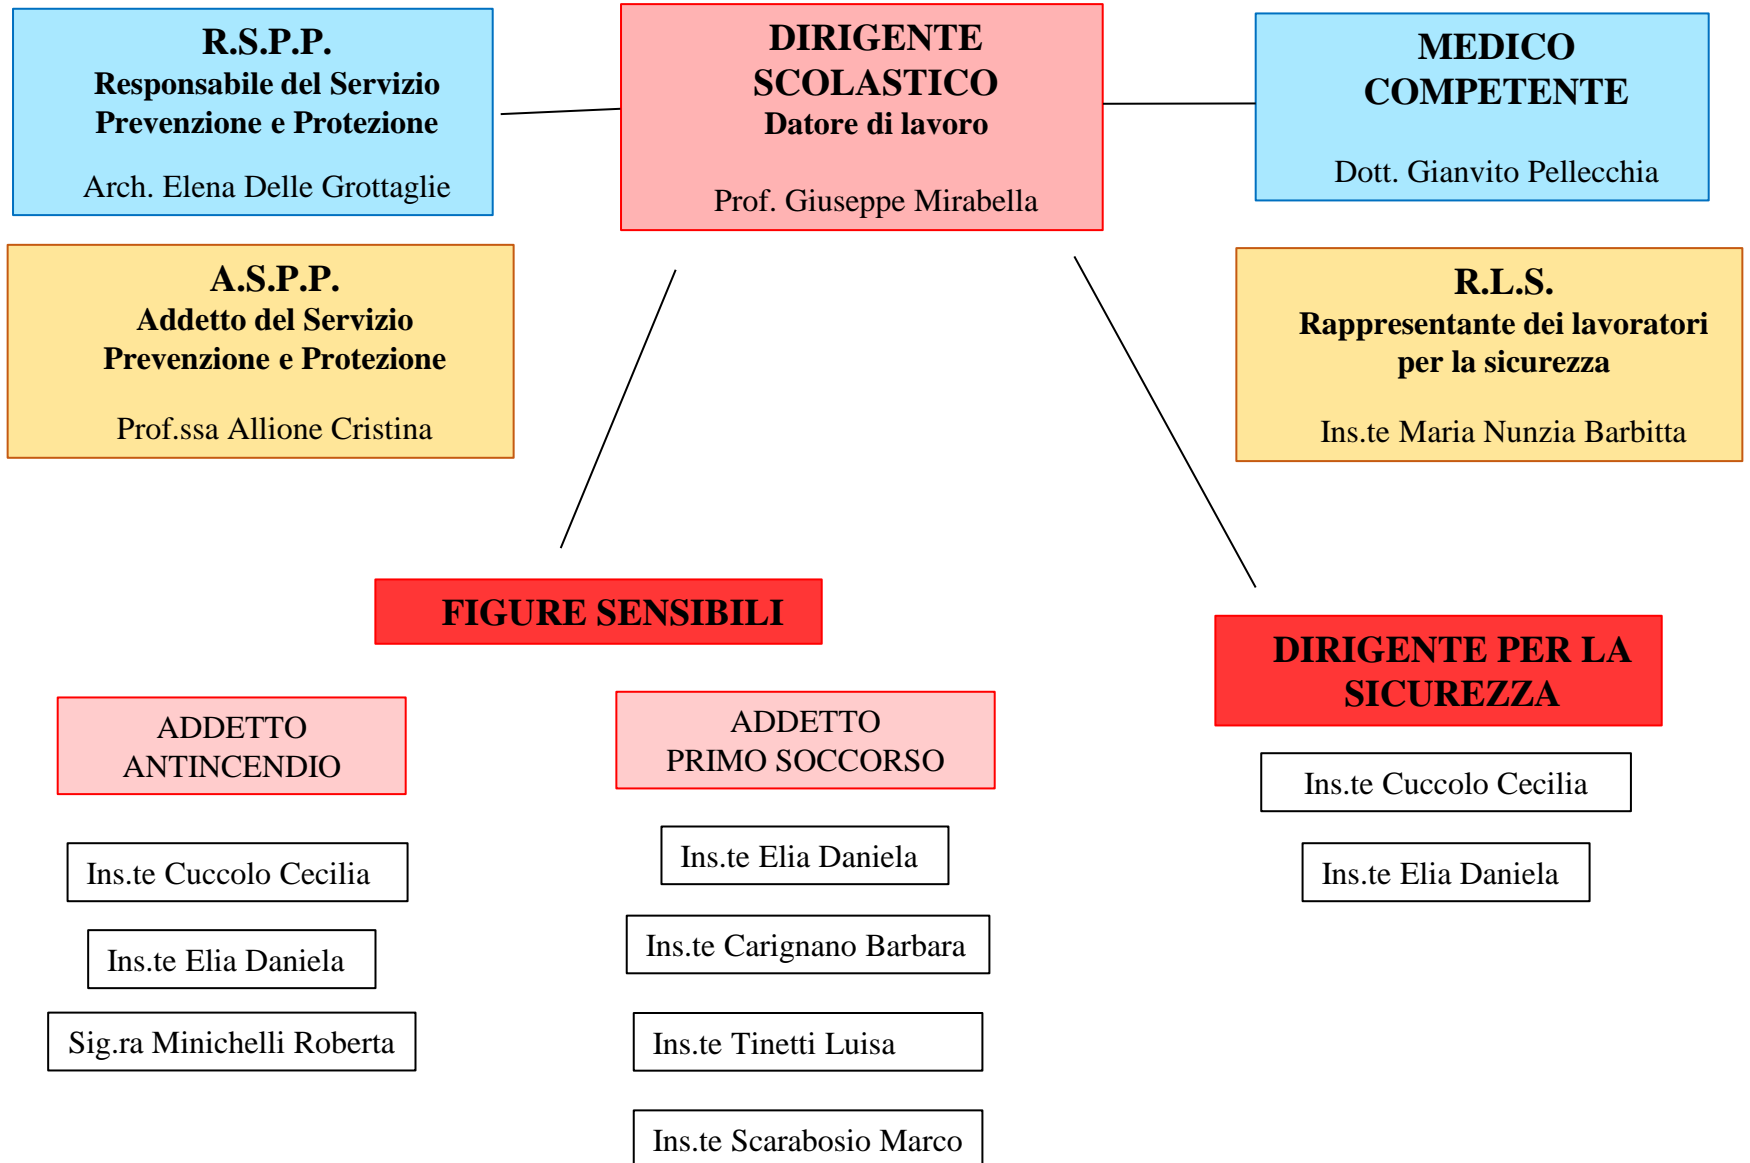 R.S.P.P.
Responsabile del Servizio
Prevenzione e Protezione
Arch. Elena Delle Grottaglie
DIRIGENTE
SCOLASTICO
Datore di lavoro
Prof. Giuseppe Mirabella
MEDICO
COMPETENTE
Dott. Gianvito Pellecchia
A.S.P.P.
Addetto del Servizio
Prevenzione e Protezione
Prof.ssa Allione Cristina
R.L.S.
Rappresentante dei lavoratori
per la sicurezza
Ins.te Maria Nunzia Barbitta
FIGURE SENSIBILI
ADDETTO
ANTINCENDIO
Ins.te Cuccolo Cecilia
Ins.te Elia Daniela
Sig.ra Minichelli Roberta
ADDETTO
PRIMO SOCCORSO
Ins.te Elia Daniela
Ins.te Carignano Barbara
Ins.te Tinetti Luisa
Ins.te Scarabosio Marco
DIRIGENTE PER LA
SICUREZZA
Ins.te Cuccolo Cecilia
Ins.te Elia Daniela